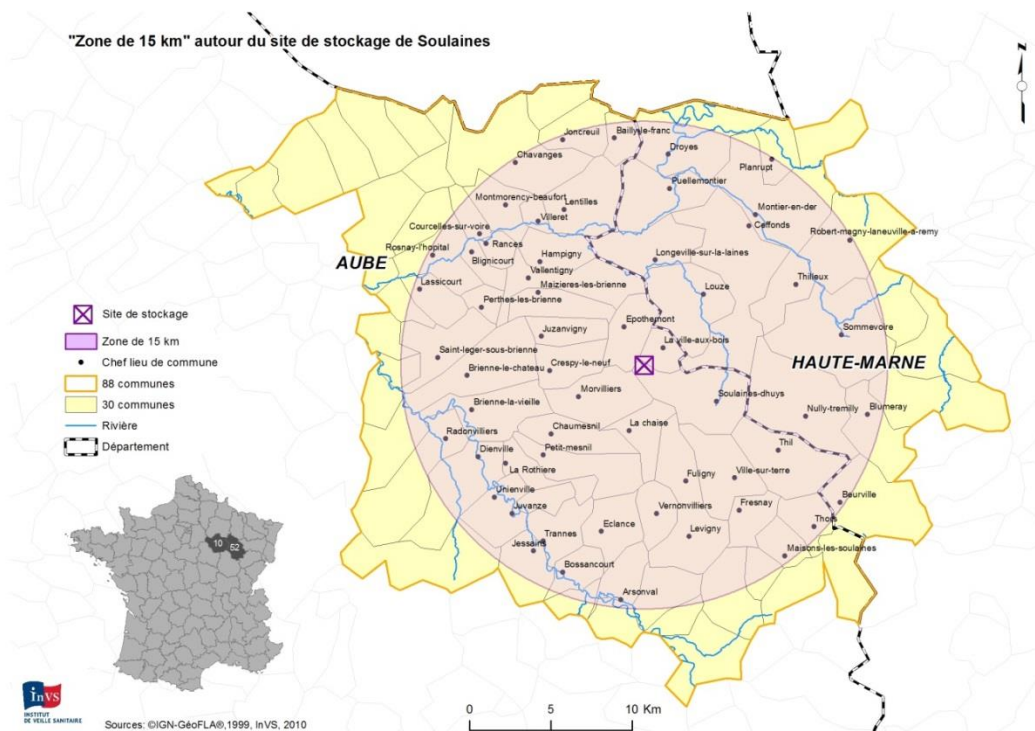 "Zone de 15 km" autour du site de stockage de Soulaines
N
Joncreuil
Bailly-le-franc
Droyes
Chavanges
Planrupt
Puellemontier
Montmorency-beaufort
Lentilles
Villeret
Montier-en-der
Ceffonds
Courcelles-sur-voire
Robert-magny-laneuville-a-remy
Rosnay-l'hopital
Rances
Blignicourt
Hampigny
Longeville-sur-la-laines
AUBE
Vallentigny
Thilleux
Lassicourt
Maizieres-les-brienne
Louze
Perthes-les-brienne
Epothemont
Sommevoire
Juzanvigny
La ville-aux-bois
Saint-leger-sous-brienne
HAUTE-MARNE
Brienne-le-chateau
Crespy-le-neuf
Morvilliers
Soulaines-dhuys
Brienne-la-vieille
Nully-tremilly
Blumeray
Radonvilliers
Chaumesnil
La chaise
Dienville
Petit-mesnil
Thil
La Rothiere
Fuligny
Ville-sur-terre
Unienville
Beurville
Juvanze
Vernonvilliers
Fresnay
Thors
Trannes
Eclance
Levigny
Jessains
Maisons-les-soulaines
Bossancourt
Arsonval
Site de stockage
Zone de 15 km
Chef lieu de commune
88 communes
30 communes
Rivière
Département
10
52
InVS
INSTITUT
DE VEILLE SANITAIRE
Sources: ©IGN-GéoFLA®,1999, InVS, 2010
0 5 10 Km